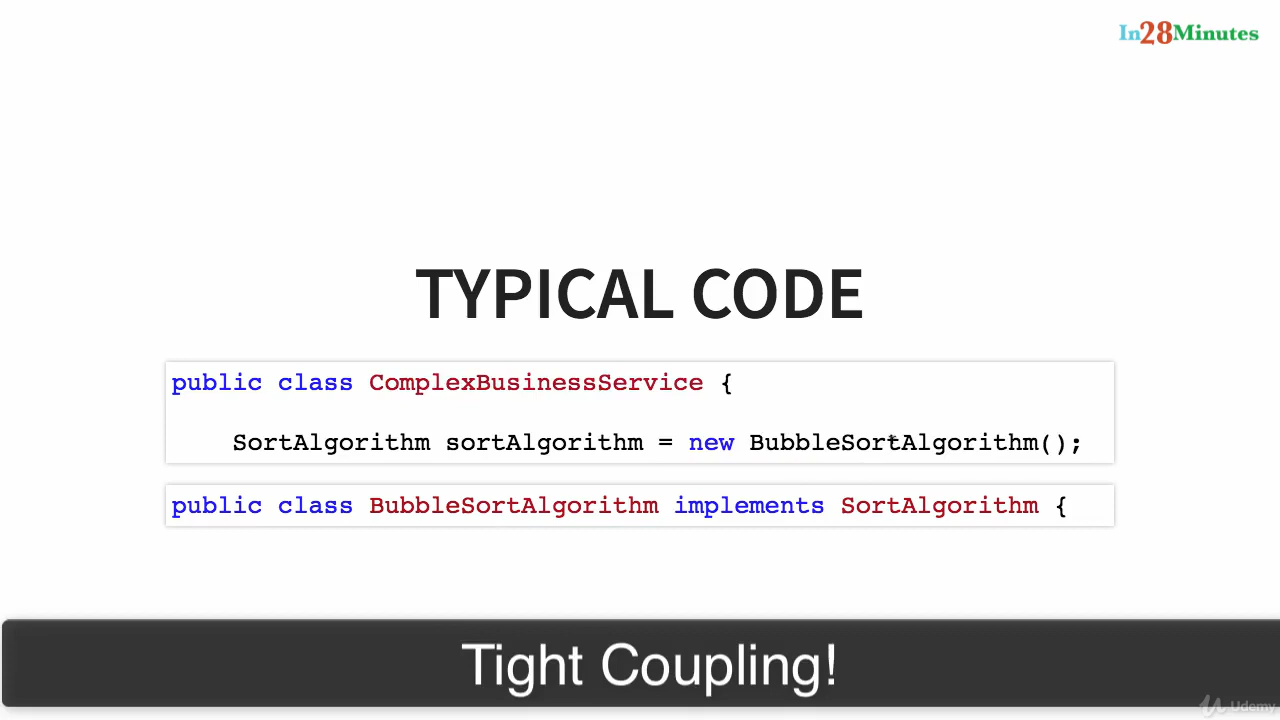 In28Minutes
TYPICAL CODE
public class ComplexBusinessService {
SortAlgorithm sortAlgorithm = new BubbleSortAlgorithm();
public class BubbleSortAlgorithm implements SortAlgorithm {
Tight Coupling!
Udemy